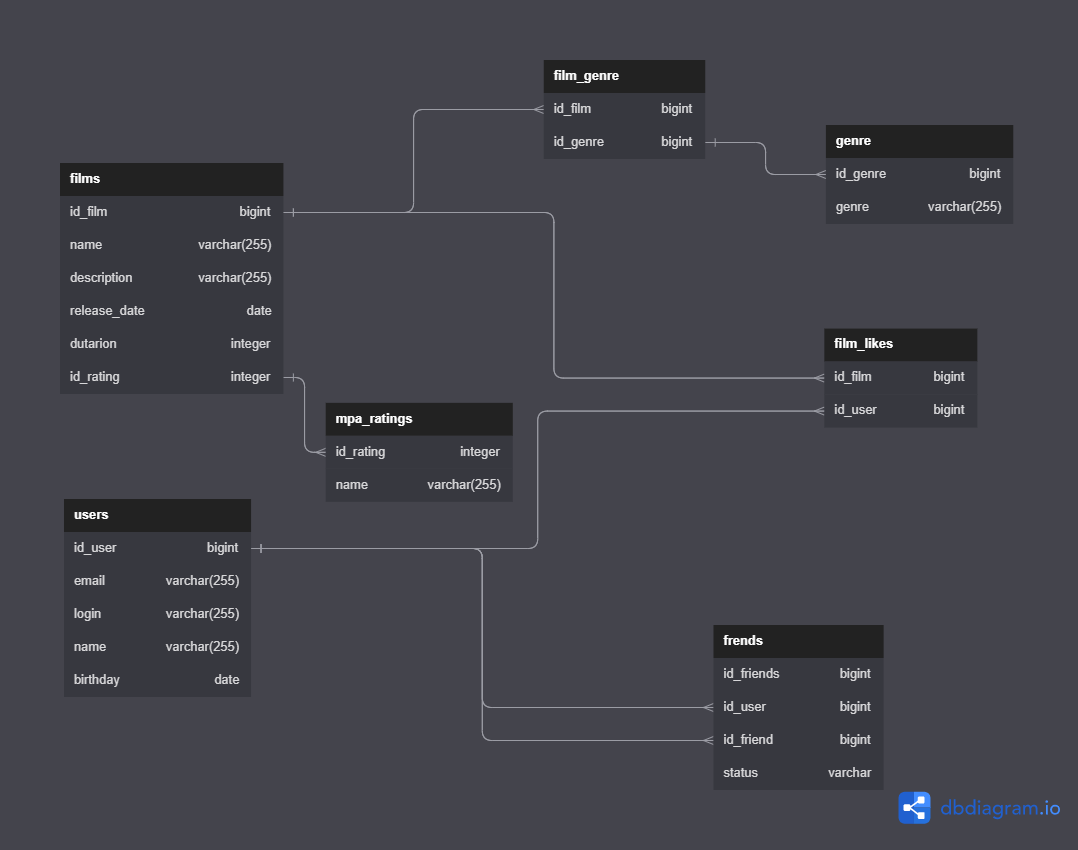 film_genre
id_film bigint
id_genre bigint
genre
id_genre bigint
genre varchar(255)
films
id_film bigint
name varchar(255)
description varchar(255)
release_date date
dutarion integer
id_rating integer
film_likes
id_film bigint
id_user bigint
mpa_ratings
id_rating integer
name varchar(255)
users
id_user bigint
email varchar(255)
login varchar(255)
name varchar(255)
birthday date
frends
id_friends bigint
id_user bigint
id_friend bigint
status varchar
dbdiagram.io